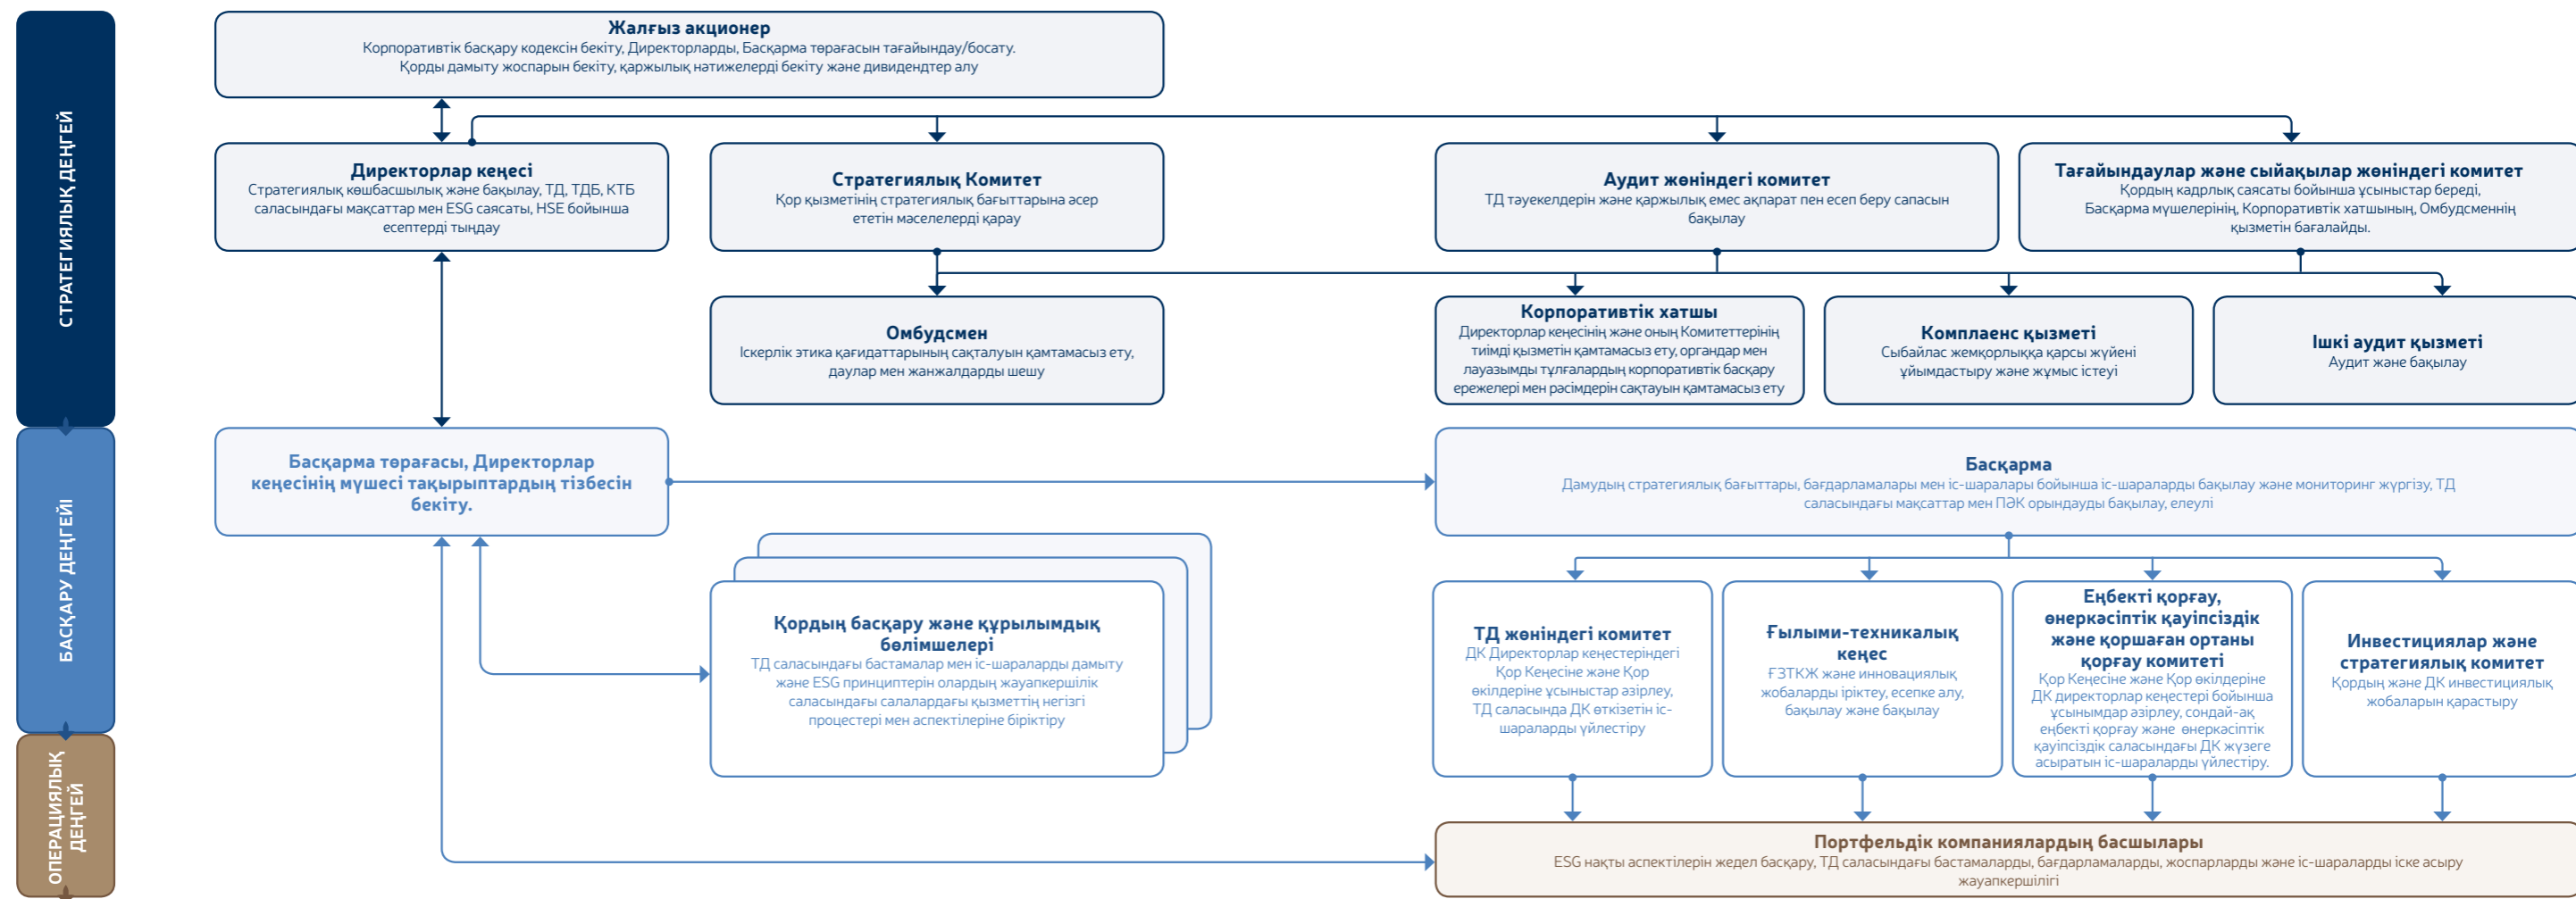 СТРАТЕГИЯЛЫҚ ДЕҢГЕЙ
Жалғыз акционер
Корпоративтік басқару кодексін бекіту, Директорларды, Басқарма төрағасын тағайындау/босату.
Қорды дамыту жоспарын бекіту, қаржылық нәтижелерді бекіту және дивидендтер алу
Директорлар кеңесі
Стратегиялық көшбасшылық және бақылау, ТД, ТДБ, КТБ
саласындағы мақсаттар мен ESG саясаты, HSE бойынша
есептерді тыңдау
Стратегиялық Комитет
Қор қызметінің стратегиялық бағыттарына әсер
ететін мәселелерді қарау
Аудит жөніндегі комитет
ТД тәуекелдерін және қаржылық емес ақпарат пен есеп беру сапасын
бақылау
Тағайындаулар және сыйақылар жөніндегі комитет
Қордың кадрлық саясаты бойынша ұсыныстар береді,
Басқарма мүшелерінің, Корпоративтік хатшының, Омбудсменнің
қызметін бағалайды.
Омбудсмен
Іскерлік этика қағидаттарының сақталуын қамтамасыз ету,
даулар мен жанжалдарды шешу
Корпоративтік хатшы
Директорлар кеңесінің және оның Комитеттерінің
тиімді қызметін қамтамасыз ету, органдар мен
лауазымды тұлғалардың корпоративтік басқару
ережелері мен рәсімдерін сақтауын қамтамасыз ету
Комплаенс қызметі
Сыбайлас жемқорлыққа қарсы жүйені
ұйымдастыру және жұмыс істеуі
Ішкі аудит қызметі
Аудит және бақылау
БАСҚАРУ ДЕҢГЕЙІ
Басқарма төрағасы, Директорлар
кеңесінің мүшесі тақырыптардың тізбесін
бекіту.
Басқарма
Дамудың стратегиялық бағыттары, бағдарламалары мен іс-шаралары бойынша іс-шараларды бақылау және мониторинг жүргізу, ТД
саласындағы мақсаттар мен ПӘК орындауды бақылау, елеулі
Қордың басқару және құрылымдық
бөлімшелері
ТД саласындағы бастамалар мен іс-шараларды дамыту
және ESG принциптерін олардың жауапкершілік
саласындағы салалардағы қызметтің негізгі
процестері мен аспектілеріне біріктіру
ТД жөніндегі комитет
ДК Директорлар кеңестеріндегі
Қор Кеңесіне және Қор
өкілдеріне ұсыныстар әзірлеу,
ТД саласында ДК өткізетін іс-
шараларды үйлестіру
Ғылыми-техникалық
кеңес
ҒЗТКЖ және инновациялық
жобаларды іріктеу, есепке алу,
бақылау және бақылау
Еңбекті қорғау,
өнеркәсіптік қауіпсіздік
және қоршаған ортаны
қорғау комитеті
Қор Кеңесіне және Қор өкілдеріне
ДК директорлар кеңестері бойынша
ұсынымдар әзірлеу, сондай-ақ
еңбекті қорғау және өнеркәсіптік
қауіпсіздік саласындағы ДК жүзеге
асыратын іс-шараларды үйлестіру.
Инвестициялар және
стратегиялық комитет
Қордың және ДК инвестициялық
жобаларын қарастыру
ОПЕРАЦИЯЛЫҚ
ДЕҢГЕЙ
Портфельдік компаниялардың басшылары
ESG нақты аспектілерін жедел басқару, ТД саласындағы бастамаларды, бағдарламаларды, жоспарларды және іс-шараларды іске асыру
жауапкершілігі